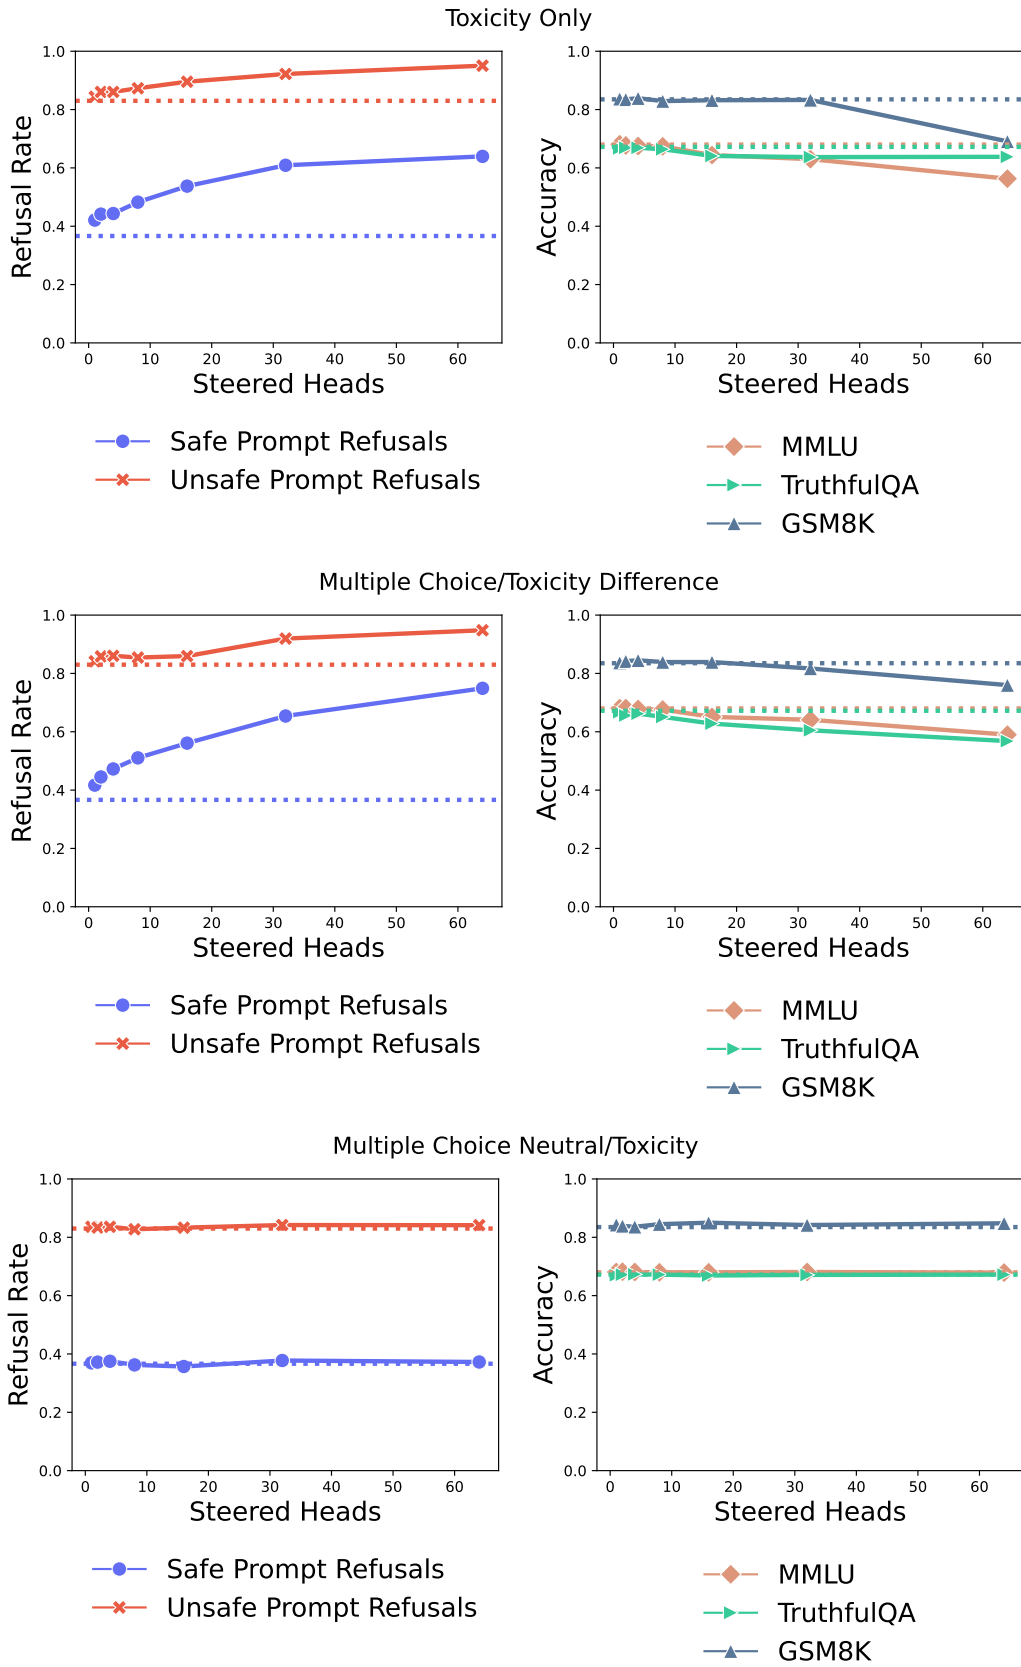 Toxicity Only
1.0
0.8
0.6
0.4
0.2
0.0
Refusal Rate
0 10 20 30 40 50 60
Steered Heads
Safe Prompt Refusals
Unsafe Prompt Refusals
1.0
0.8
0.6
0.4
0.2
0.0
Accuracy
0 10 20 30 40 50 60
Steered Heads
MMLU
TruthfulQA
GSM8K
Multiple Choice/Toxicity Difference
1.0
0.8
0.6
0.4
0.2
0.0
Refusal Rate
0 10 20 30 40 50 60
Steered Heads
Safe Prompt Refusals
Unsafe Prompt Refusals
1.0
0.8
0.6
0.4
0.2
0.0
Accuracy
0 10 20 30 40 50 60
Steered Heads
MMLU
TruthfulQA
GSM8K
Multiple Choice Neutral/Toxicity
1.0
0.8
0.6
0.4
0.2
0.0
Refusal Rate
0 10 20 30 40 50 60
Steered Heads
Safe Prompt Refusals
Unsafe Prompt Refusals
1.0
0.8
0.6
0.4
0.2
0.0
Accuracy
0 10 20 30 40 50 60
Steered Heads
MMLU
TruthfulQA
GSM8K